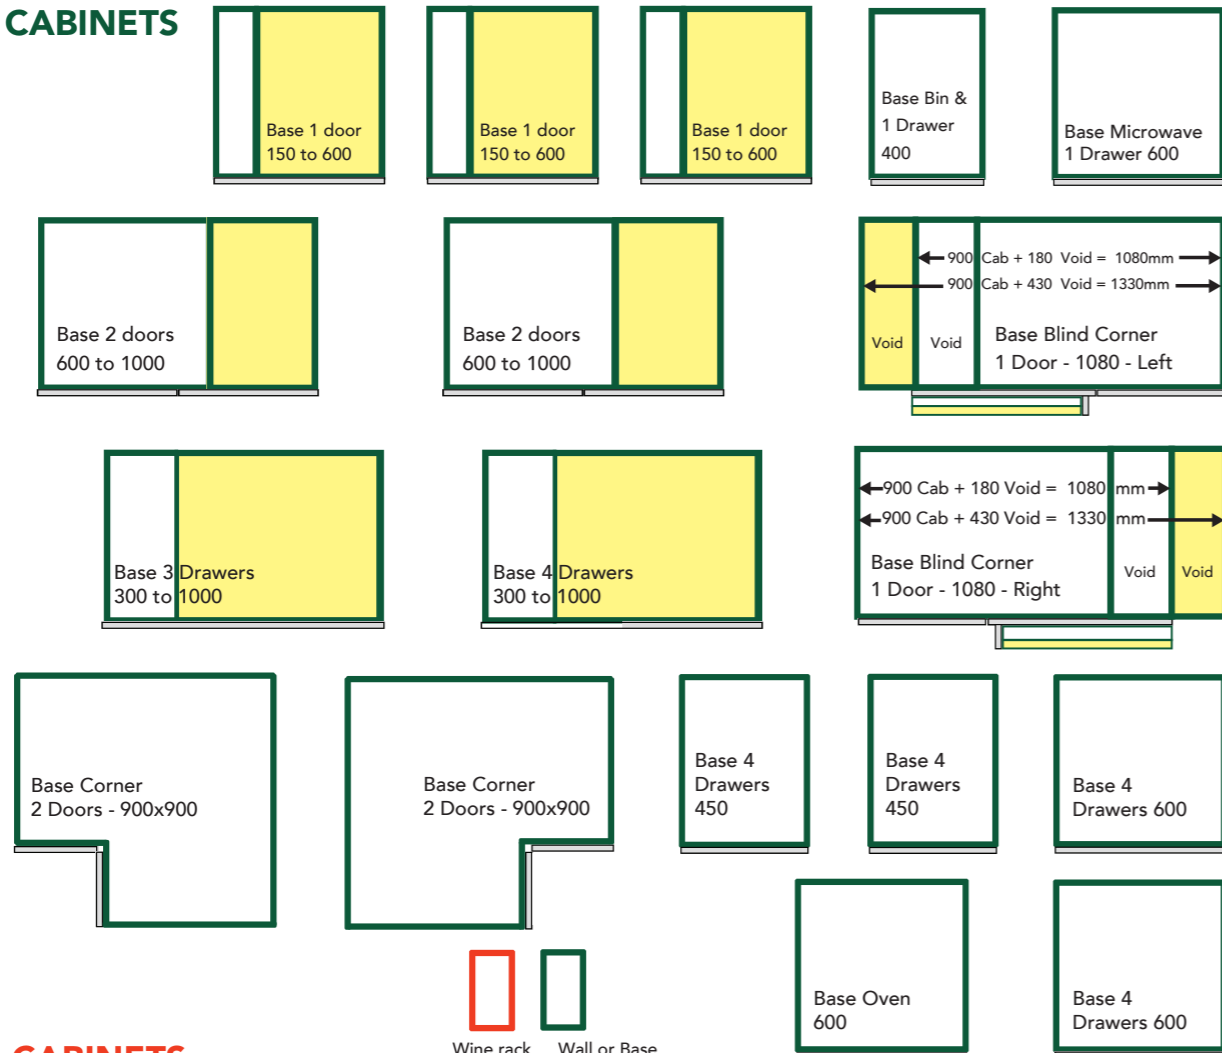 CABINETS
Base 1 door
150 to 600
Base 1 door
150 to 600
Base 1 door
150 to 600
Base Bin &
1 Drawer
400
Base Microwave
1 Drawer 600
Base 2 doors
600 to 1000
Base 2 doors
600 to 1000
900 Cab + 180 Void = 1080mm
900 Cab + 430 Void = 1330mm
Void
Void
Base Blind Corner
1 Door - 1080 - Left
Base 3 Drawers
300 to 1000
Base 4 Drawers
300 to 1000
900 Cab + 180 Void = 1080 mm
900 Cab + 430 Void = 1330 mm
Base Blind Corner
1 Door - 1080 - Right
Void
Void
Base Corner
2 Doors - 900x900
Base Corner
2 Doors - 900x900
Base 4
Drawers
450
Base 4
Drawers
450
Base 4
Drawers 600
Base Oven
600
Base 4
Drawers 600
Wine rack
Wall or Base
CABINETS